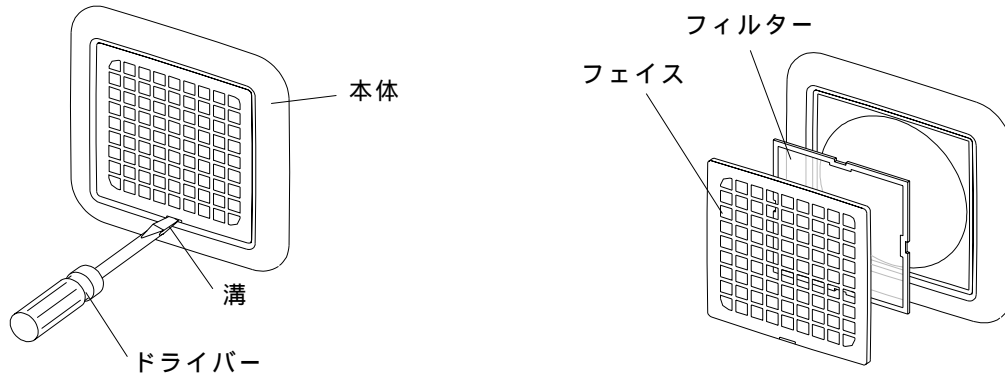 本体
溝
ドライバー
フィルター
フェイス